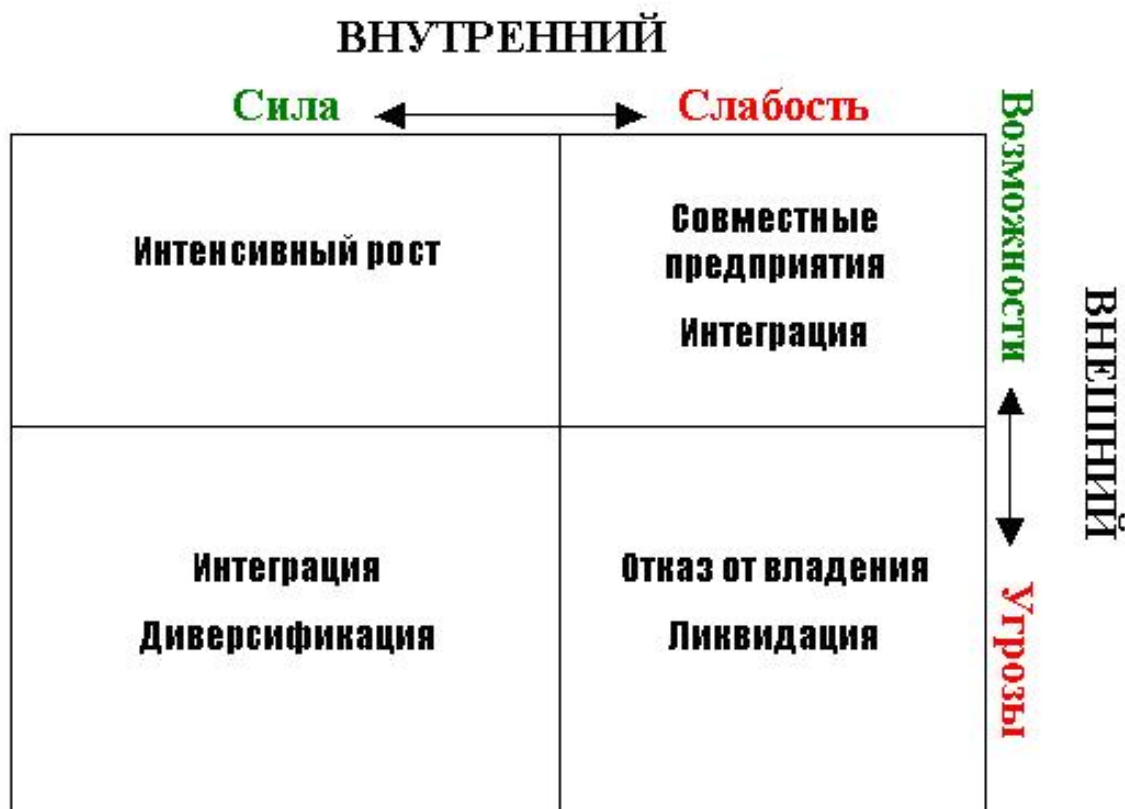 ВНУТРЕННИЙ
Сила
Слабость
Возможности
ВНЕШНИЙ
Угрозы
Интенсивный рост
Совместные
предприятия
Интеграция
Интеграция
Диверсификация
Отказ от владения
Ликвидация